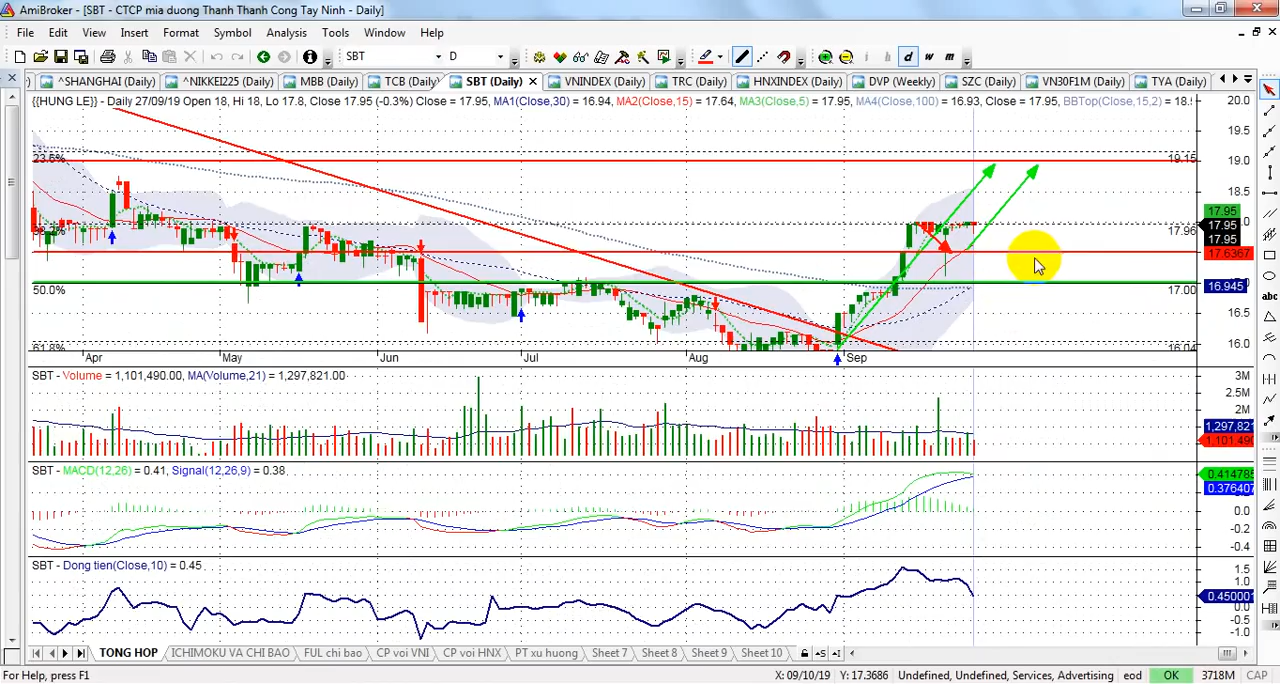 AmiBroker - [SBT - CTCP mia duong Thanh Thanh Cong Tay Ninh - Daily]
File Edit View Insert Format Symbol Analysis Tools Window Help
SBT D d w m
^SHANGHAI (Daily) ^NIKKEI225 (Daily) MBB (Daily) TCB (Daily) SBT (Daily) VNINDEX (Daily) TRC (Daily) HNXINDEX (Daily) DVP (Weekly) SZC (Daily) VN30F1M (Daily) TYA (Daily)
{{HUNG LE}} - Daily 27/09/19 Open 18, Hi 18, Lo 17.8, Close 17.95 (-0.3%) Close = 17.95, MA1(Close,30) = 16.94, MA2(Close,15) = 17.64, MA3(Close,5) = 17.95, MA4(Close,100) = 16.93, Close = 17.95, BBTop(Close,15,2) = 18.
20.0
19.5
23.6% 19.15
19.0
18.5
17.95
17.95
17.96
17.95
17.6367
50.0% 17.00
16.945
16.5
61.8% 16.04 16.0
Apr May Jun Jul Aug Sep
SBT - Volume = 1,101,490.00, MA(Volume,21) = 1,297,821.00
3M
2.5M
2M
1,297,821
1,101,490
SBT - MACD(12,26) = 0.41, Signal(12,26,9) = 0.38
0.414785
0.376407
0.0
-0.2
-0.4
SBT - Dong tien(Close,10) = 0.45
1.5
1.0
0.450001
0.0
-0.5
-1.0
TONG HOP ICHIMOKU VA CHI BAO FUL chi bao CP voi VNI CP voi HNX PT xu huong Sheet 7 Sheet 8 Sheet 9 Sheet 10
For Help, press F1 X: 09/10/19 Y: 17.3686 Undefined, Undefined, Services, Advertising eod OK 3718M CAP
abc